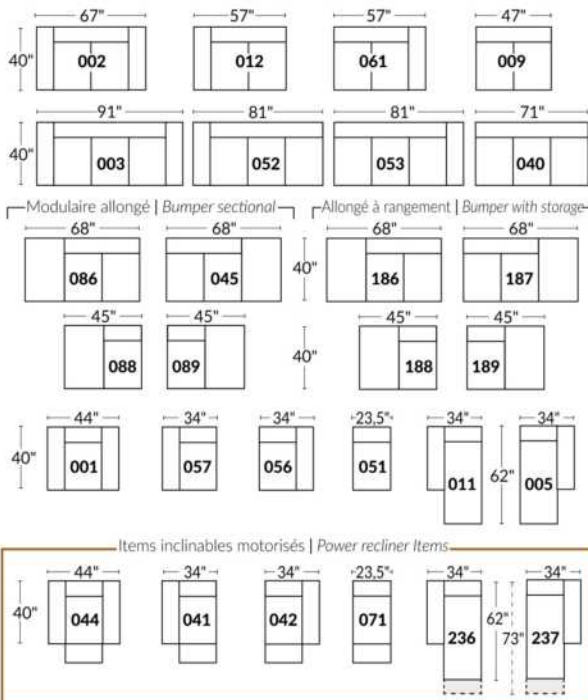 67" 57" 57" 47"
40" 002 012 061 009
91" 81" 81" 71"
40" 003 052 053 040
Modulaire allongé | Bumper sectional Allongé à rangement | Bumper with storage
68" 68" 68" 68"
086 045 40" 186 187
45" 45" 45" 45"
088 089 40" 188 189
44" 34" 34" 23,5" 34" 34"
40" 001 057 056 051 011 62" 005
Items inclinables motorisés | Power recliner Items
44" 34" 34" 23,5" 34" 34"
40" 044 041 042 071 236 62" 73" 237